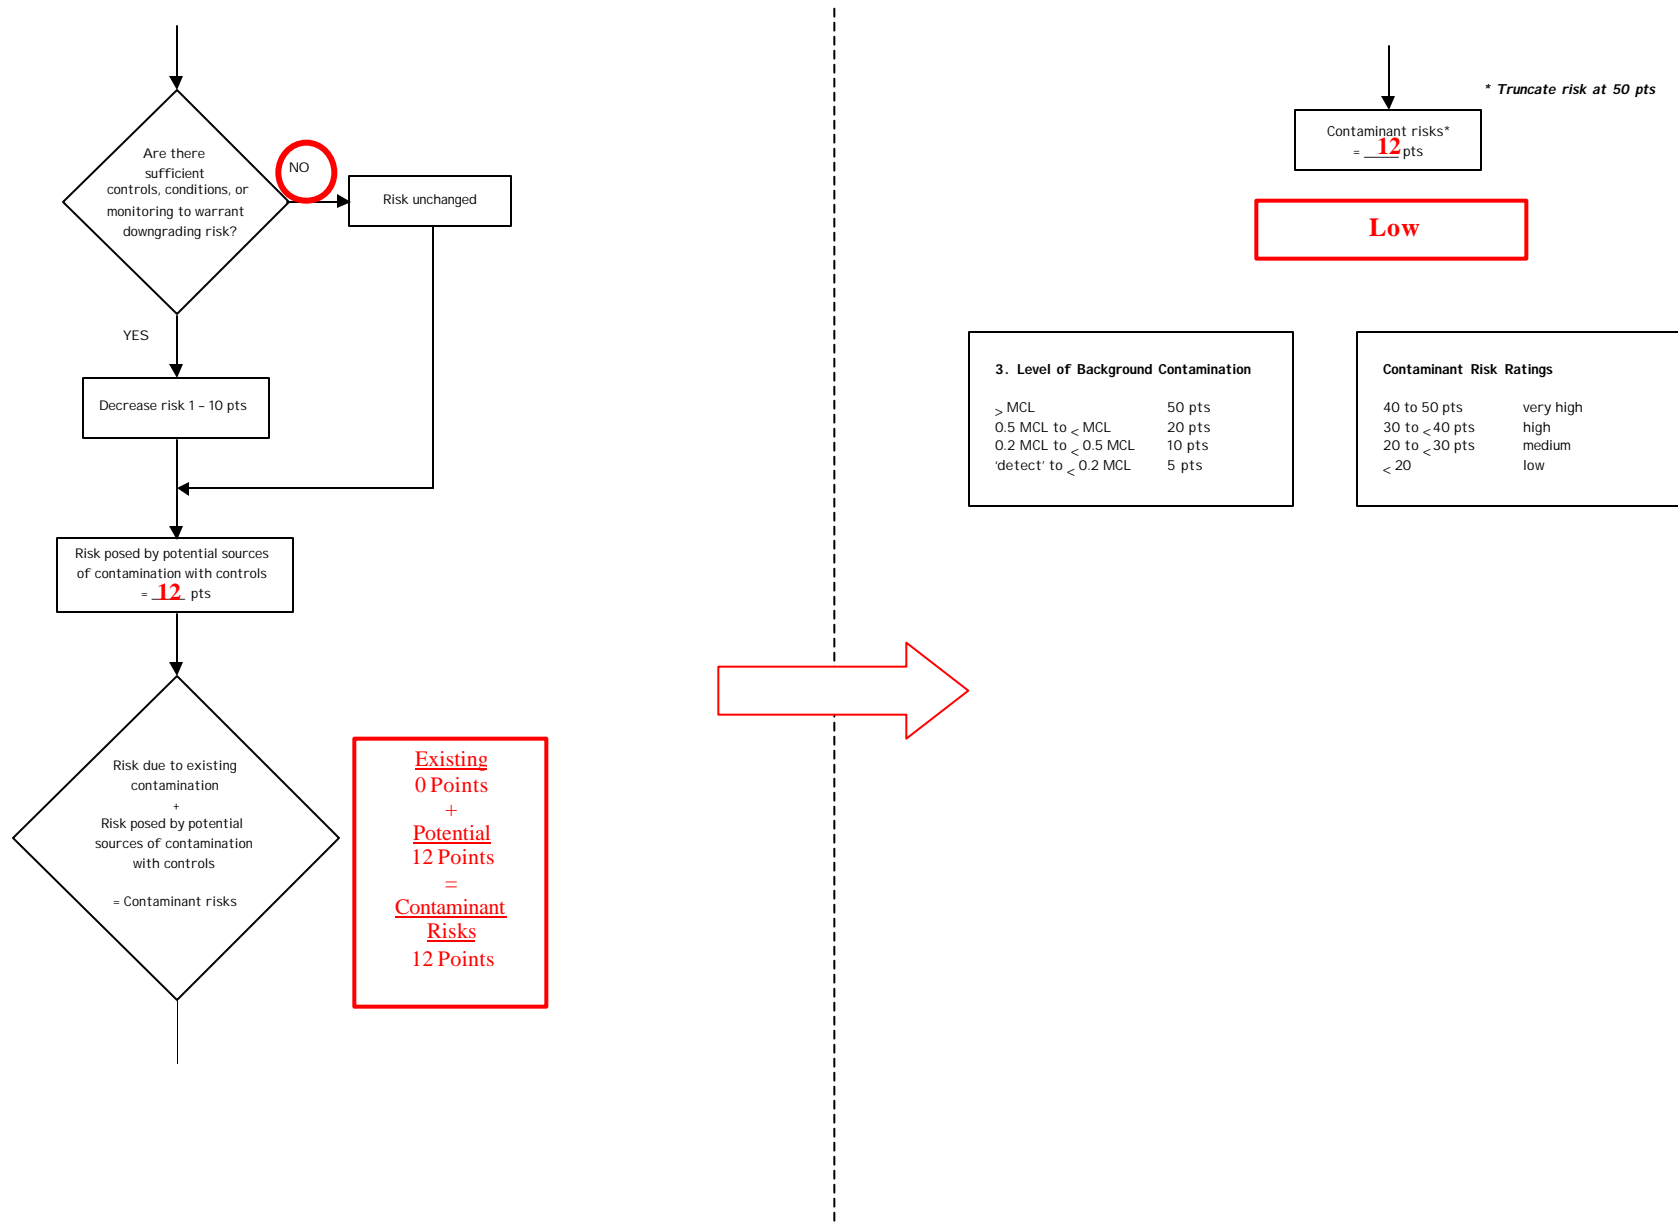 Are there
sufficient
controls, conditions, or
monitoring to warrant
downgrading risk?
NO
Risk unchanged
YES
Decrease risk 1 – 10 pts
Risk posed by potential sources
of contamination with controls
= 12 pts
Risk due to existing
contamination
+
Risk posed by potential
sources of contamination
with controls
= Contaminant risks
Existing
0 Points
+
Potential
12 Points
=
Contaminant
Risks
12 Points
* Truncate risk at 50 pts
Contaminant risks*
= 12 pts
Low
3. Level of Background Contamination
> MCL 50 pts
0.5 MCL to < MCL 20 pts
0.2 MCL to < 0.5 MCL 10 pts
‘detect’ to < 0.2 MCL 5 pts
Contaminant Risk Ratings
40 to 50 pts very high
30 to < 40 pts high
20 to < 30 pts medium
< 20 low